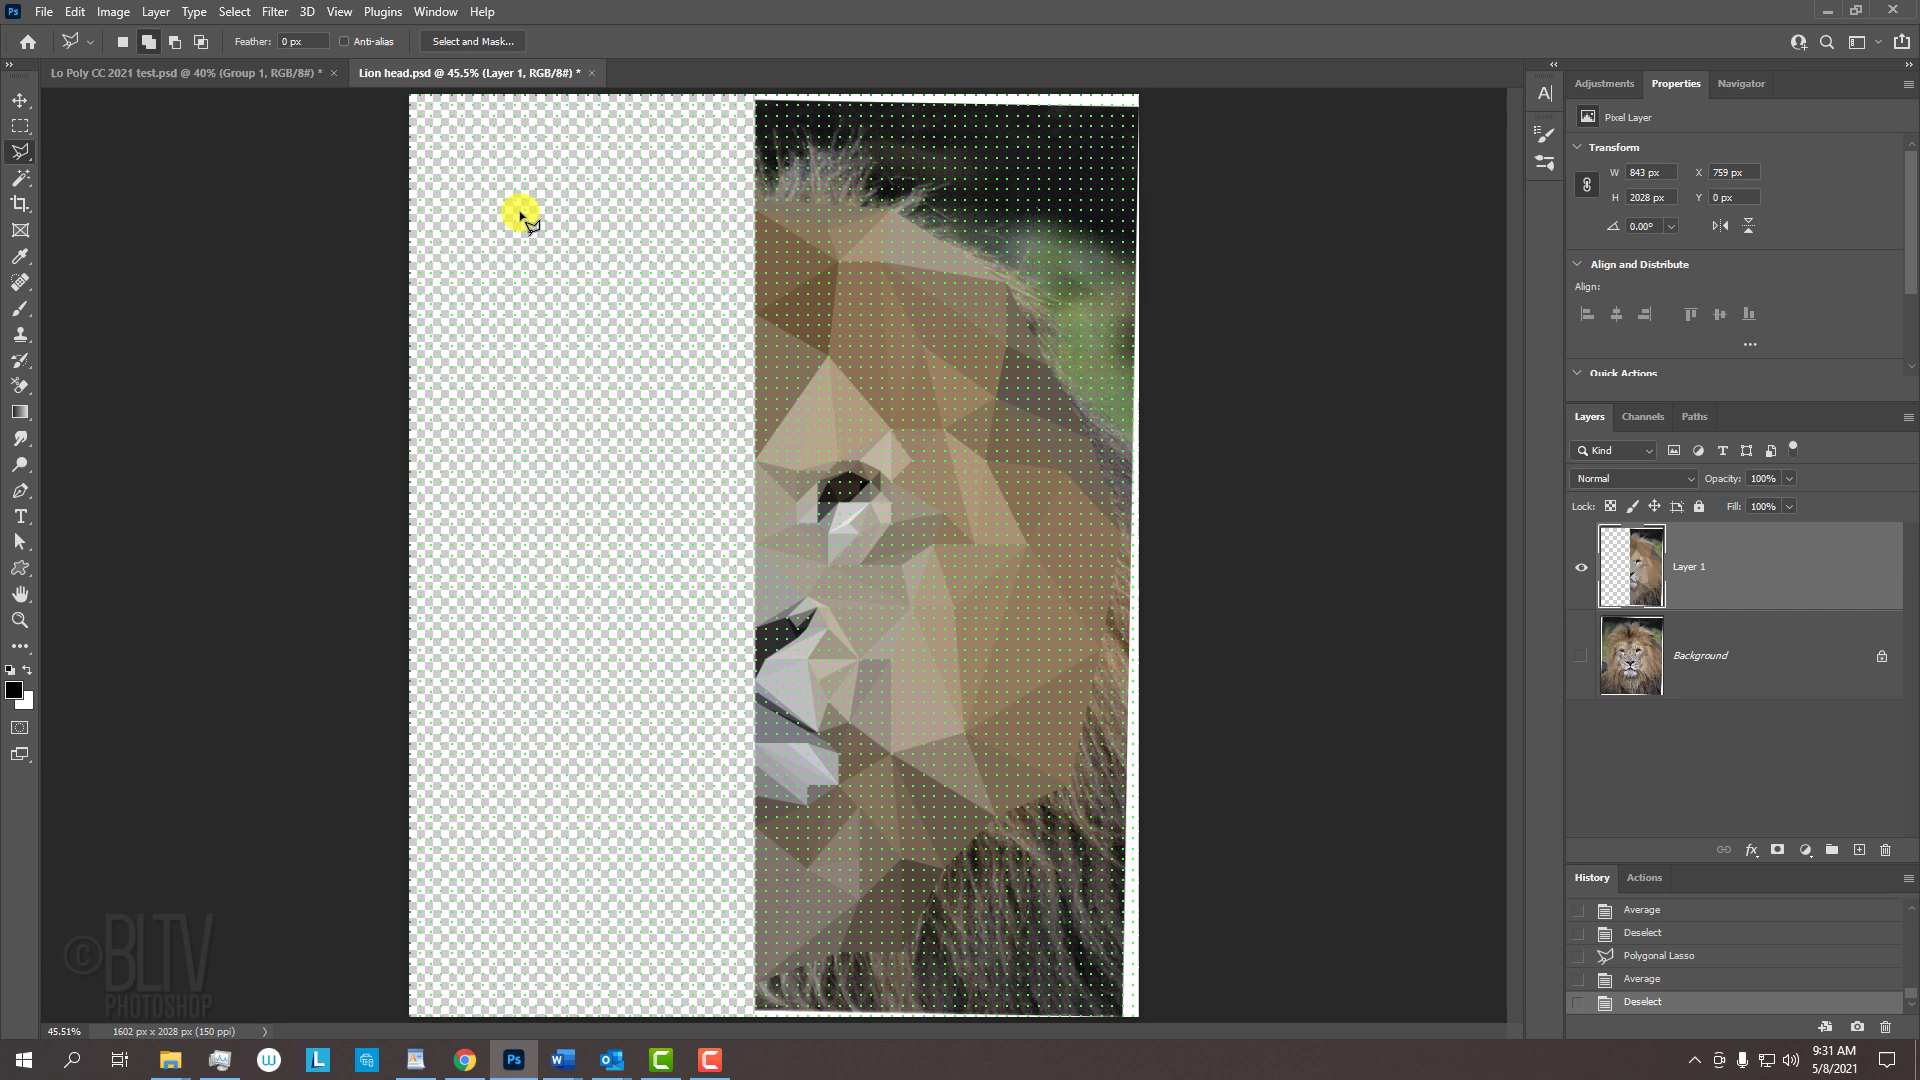 Ps File Edit Image Layer Type Select Filter 3D View Plugins Window Help
Feather: 0 px Anti-alias Select and Mask...
Lo Poly CC 2021 test.psd @ 40% (Group 1, RGB/8#) * × Lion head.psd @ 45.5% (Layer 1, RGB/8#) * ×
Adjustments Properties Navigator
Pixel Layer
Transform
W 843 px X 759 px
H 2028 px Y 0 px
0.00°
Align and Distribute
Align:
Quick Actions
Layers Channels Paths
Kind
Normal Opacity: 100%
Lock: Fill: 100%
Layer 1
Background
History Actions
Average
Deselect
Polygonal Lasso
Average
Deselect
©BLTV
PHOTOSHOP
45.51% 1602 px x 2028 px (150 ppi)
9:31 AM
5/8/2021